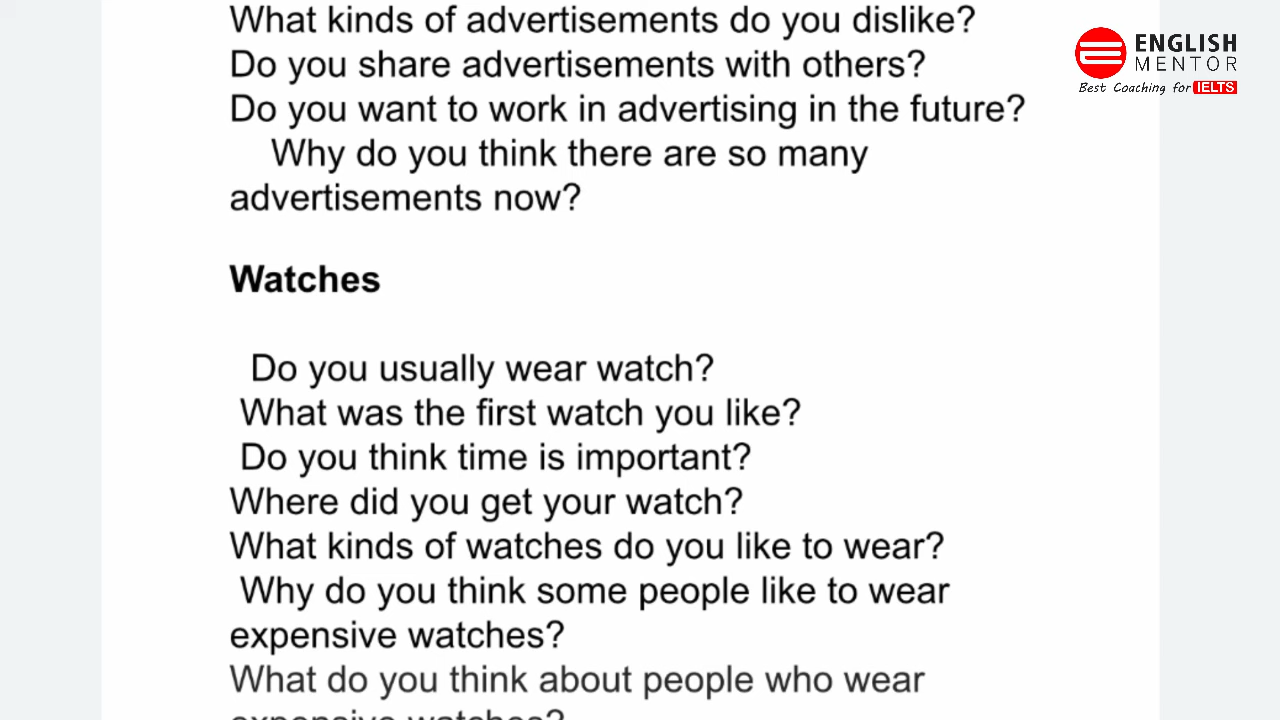 What kinds of advertisements do you dislike?
Do you share advertisements with others?
Do you want to work in advertising in the future?
Why do you think there are so many
advertisements now?
ENGLISH
MENTOR
Best Coaching for IELTS
Watches
Do you usually wear watch?
What was the first watch you like?
Do you think time is important?
Where did you get your watch?
What kinds of watches do you like to wear?
Why do you think some people like to wear
expensive watches?
What do you think about people who wear
expensive watches?